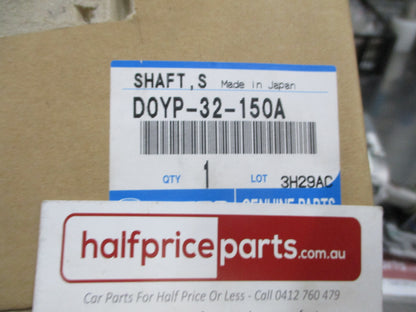 SHAFT,S Made in Japan
D0YP-32-150A
QTY 1 LOT 3H29AC
GENUINE PARTS
halfpriceparts.com.au
Car Parts For Half Price Or Less - Call 0412 760 479